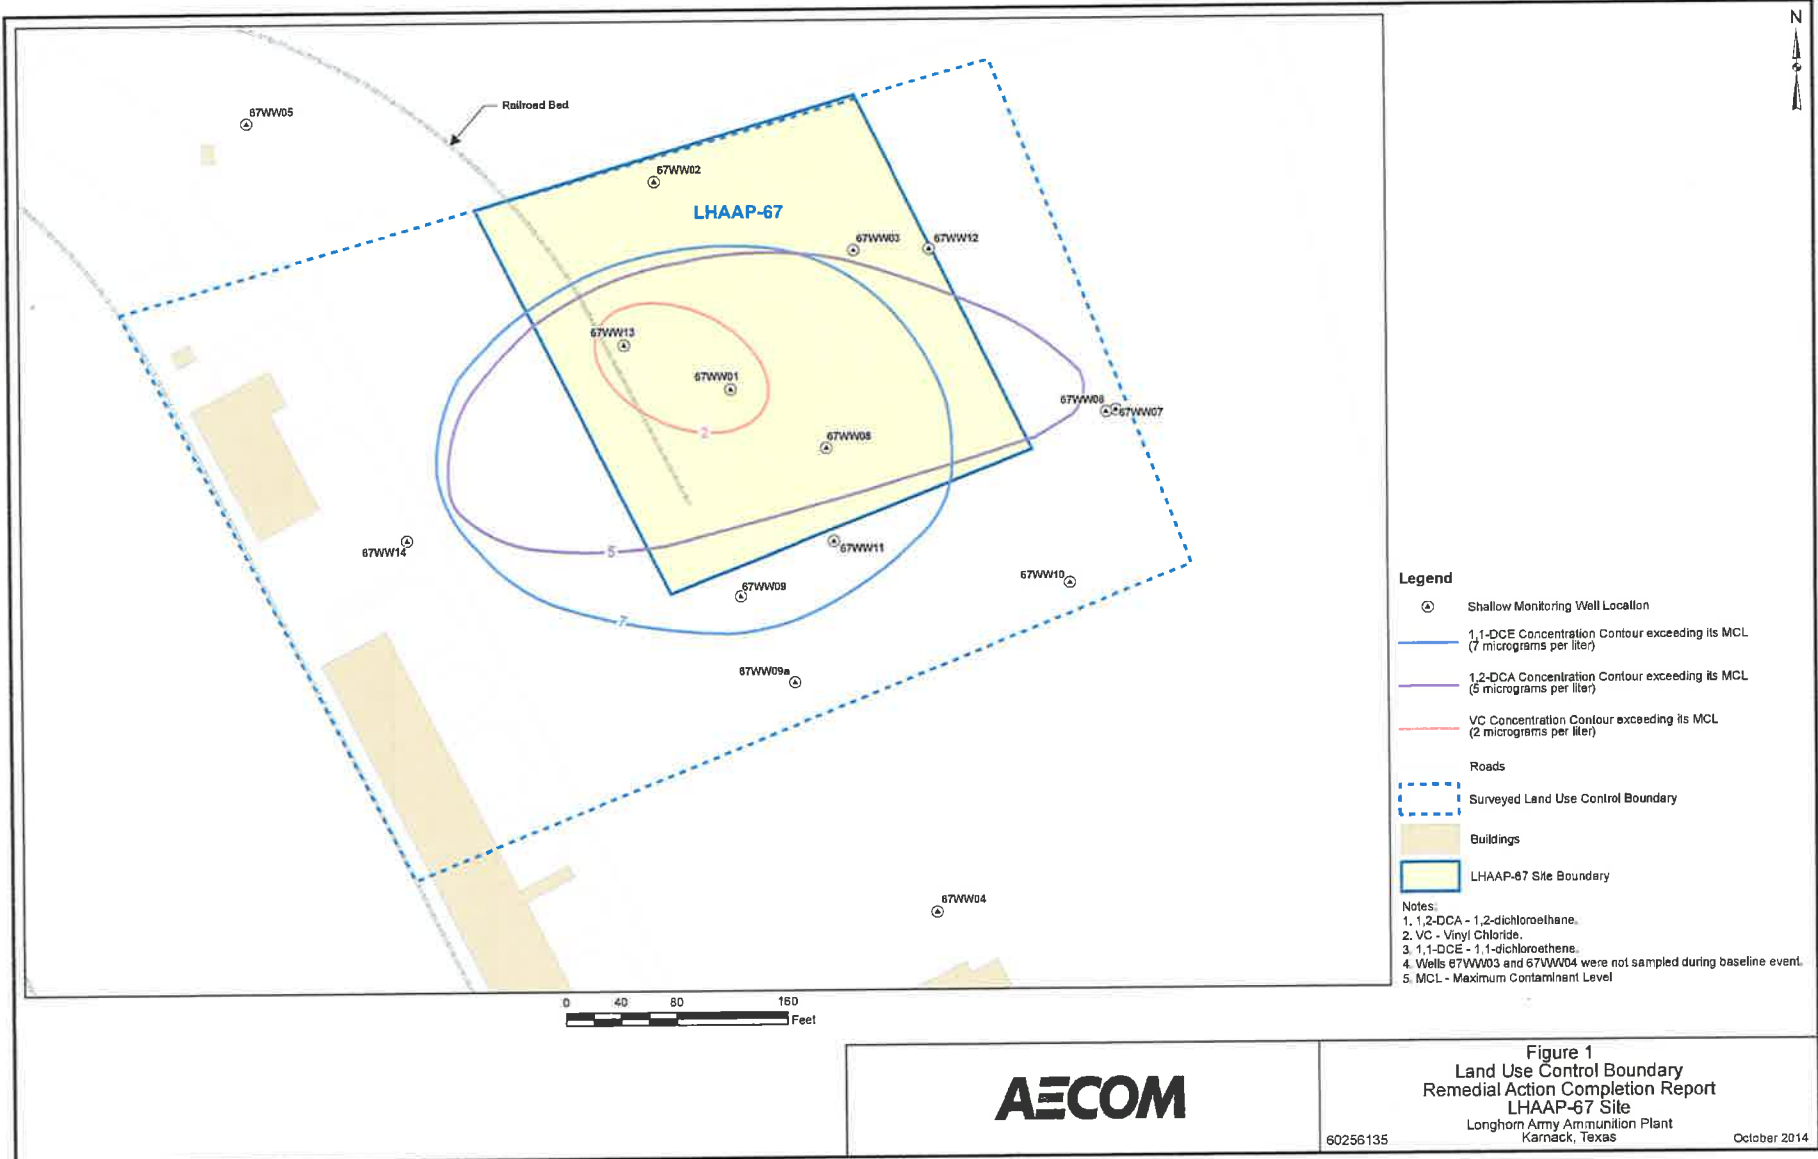 N
67WW05
Railroad Bed
67WW02
LHAAP-67
67WW03
67WW12
67WW13
67WW01
67WW06
67WW07
2
67WW08
67WW14
5
67WW11
67WW10
67WW09
7
67WW09a
67WW04
Legend
Shallow Monitoring Well Location
1,1-DCE Concentration Contour exceeding its MCL
(7 micrograms per liter)
1,2-DCA Concentration Contour exceeding its MCL
(5 micrograms per liter)
VC Concentration Contour exceeding its MCL
(2 micrograms per liter)
Roads
Surveyed Land Use Control Boundary
Buildings
LHAAP-67 Site Boundary
Notes:
1. 1,2-DCA - 1,2-dichloroethane.
2. VC - Vinyl Chloride.
3. 1,1-DCE - 1,1-dichloroethene.
4. Wells 67WW03 and 67WW04 were not sampled during baseline event.
5. MCL - Maximum Contaminant Level
0 40 80 160
Feet
AECOM
Figure 1
Land Use Control Boundary
Remedial Action Completion Report
LHAAP-67 Site
Longhorn Army Ammunition Plant
Karnack, Texas
60256135
October 2014